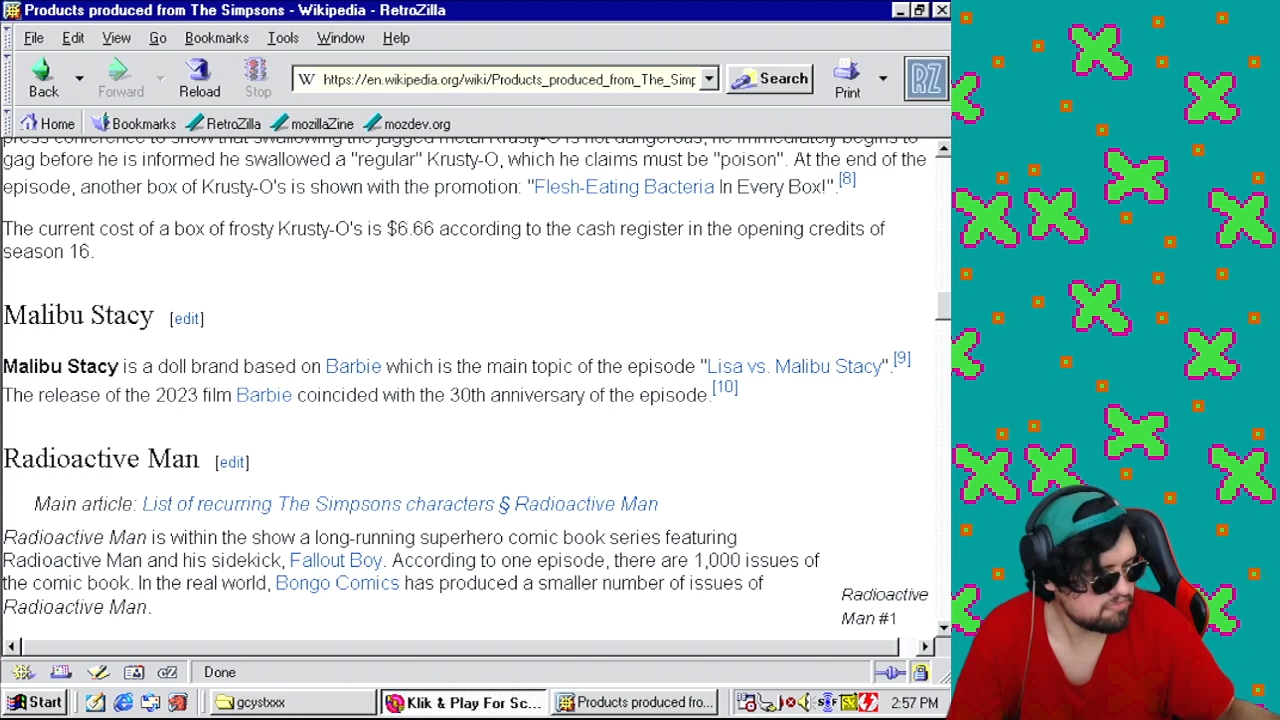 Products produced from The Simpsons - Wikipedia - RetroZilla
File Edit View Go Bookmarks Tools Window Help
Back Forward Reload Stop W https://en.wikipedia.org/wiki/Products_produced_from_The_Simp Search Print RZ
Home Bookmarks RetroZilla mozillaZine mozdev.org
gag before he is informed he swallowed a "regular" Krusty-O, which he claims must be "poison". At the end of the
episode, another box of Krusty-O's is shown with the promotion: "Flesh-Eating Bacteria In Every Box!".[8]
The current cost of a box of frosty Krusty-O's is $6.66 according to the cash register in the opening credits of
season 16.
Malibu Stacy [edit]
Malibu Stacy is a doll brand based on Barbie which is the main topic of the episode "Lisa vs. Malibu Stacy".[9]
The release of the 2023 film Barbie coincided with the 30th anniversary of the episode.[10]
Radioactive Man [edit]
Main article: List of recurring The Simpsons characters § Radioactive Man
Radioactive Man is within the show a long-running superhero comic book series featuring
Radioactive Man and his sidekick, Fallout Boy. According to one episode, there are 1,000 issues of
the comic book. In the real world, Bongo Comics has produced a smaller number of issues of
Radioactive Man.
Radioactive
Man #1
Done
Start gcystxxx Klik & Play For Sc... Products produced fro... 2:57 PM